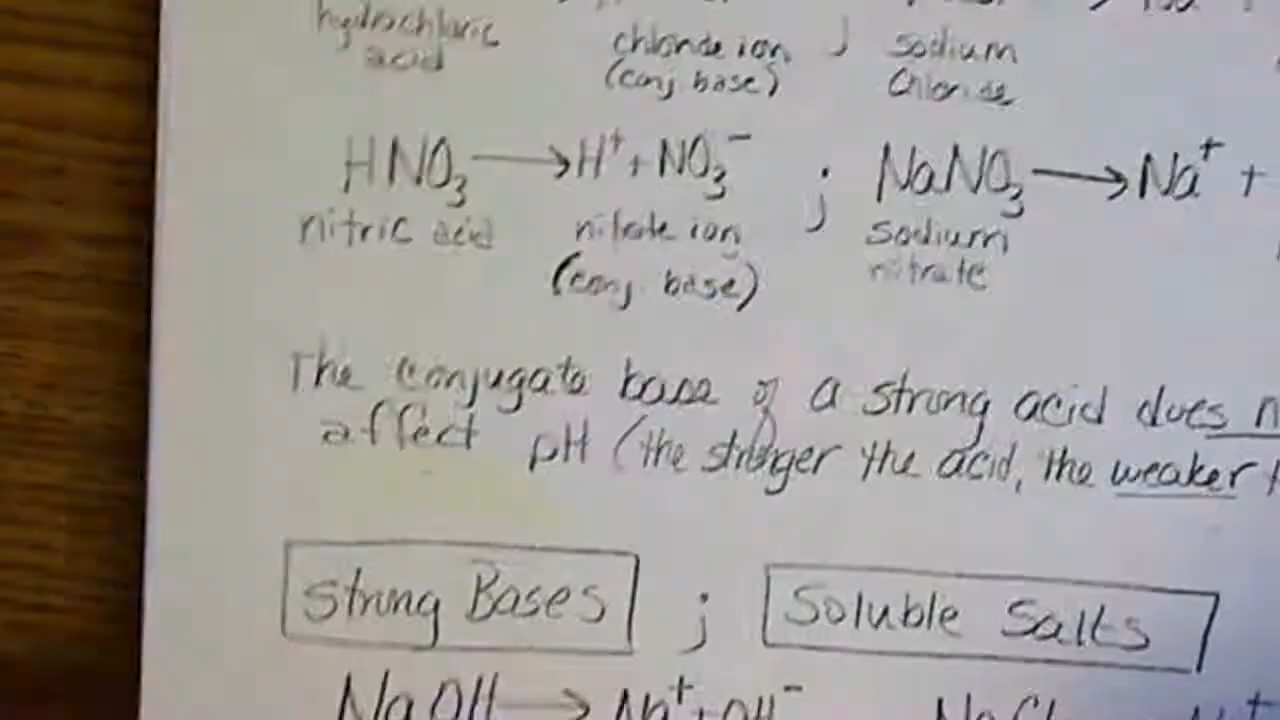 hydrochloric chloride ion ; sodium
acid (conj. base) Chloride
HNO₃ → H⁺ + NO₃⁻ ; NaNO₃ → Na⁺ +
nitric acid nitrate ion sodium
(conj. base) nitrate
The conjugate base of a strong acid does
affect pH (the stronger the acid, the weaker
Strong Bases ; Soluble Salts
NaOH → Na⁺ + OH⁻ NaCl